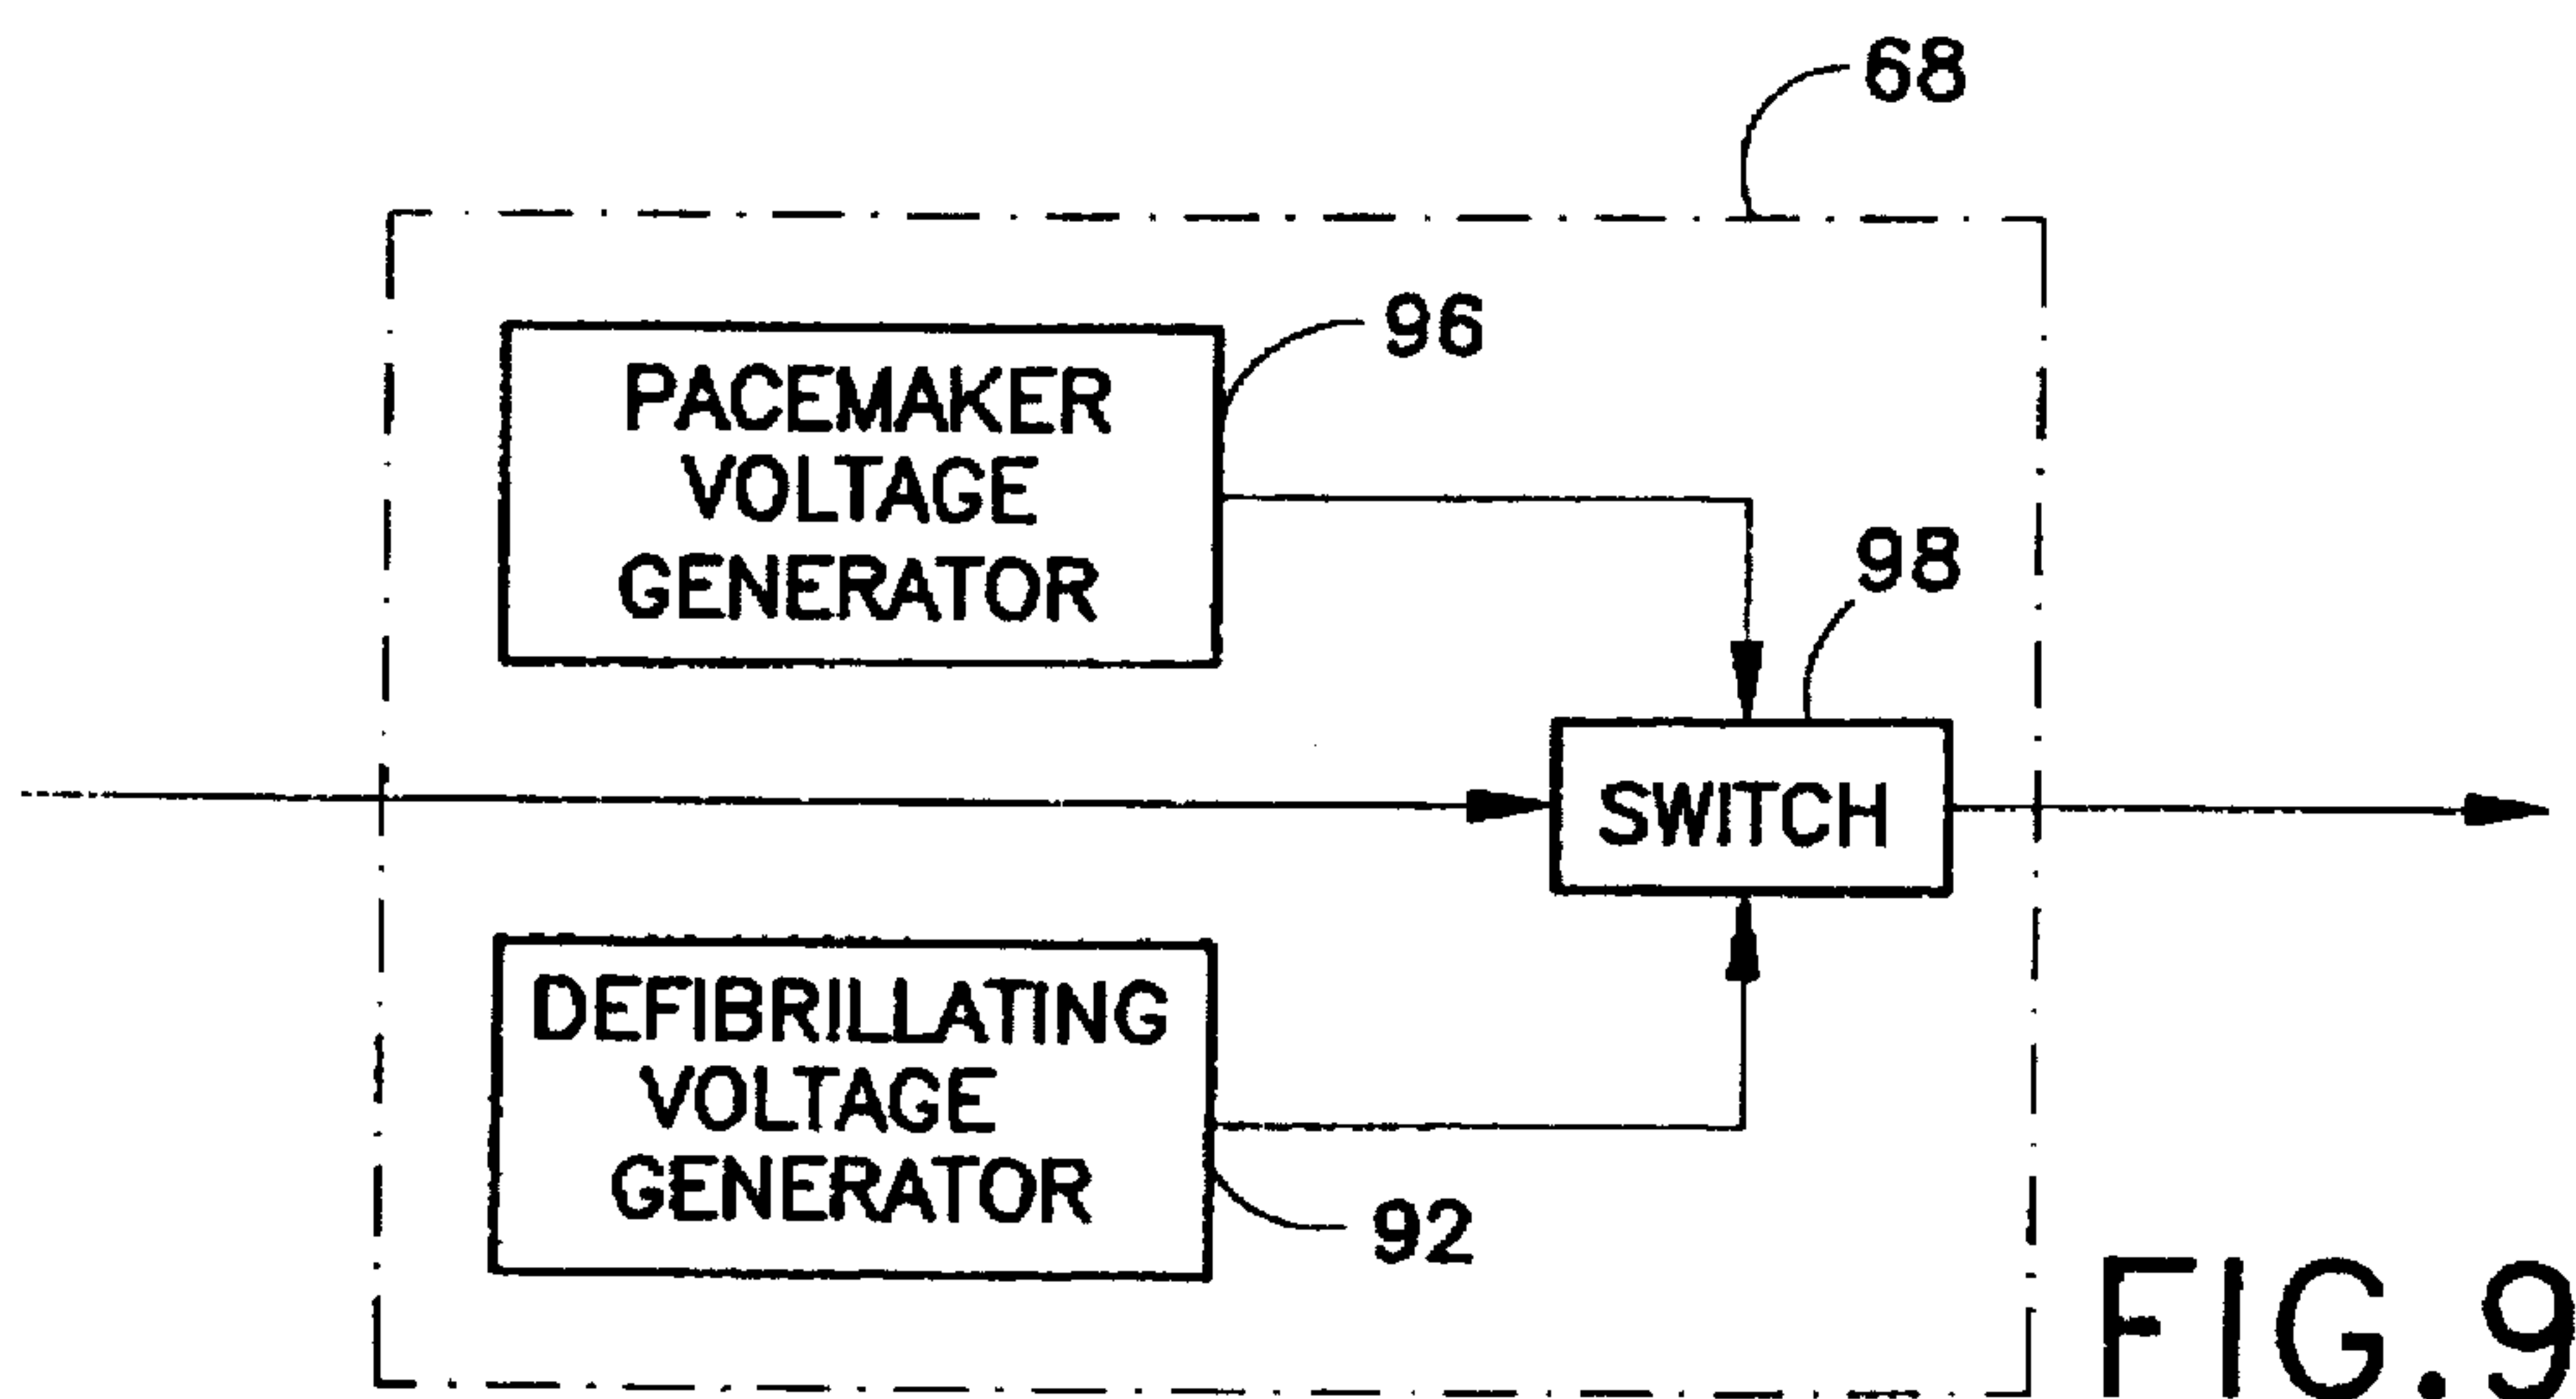 68
96
PACEMAKER
VOLTAGE
GENERATOR
98
SWITCH
DEFIBRILLATING
VOLTAGE
GENERATOR
92
FIG.9